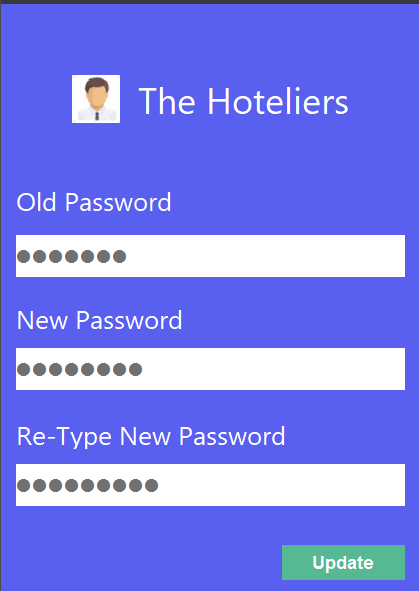 The Hoteliers
Old Password
●●●●●●●
New Password
●●●●●●●●
Re-Type New Password
●●●●●●●●●
Update